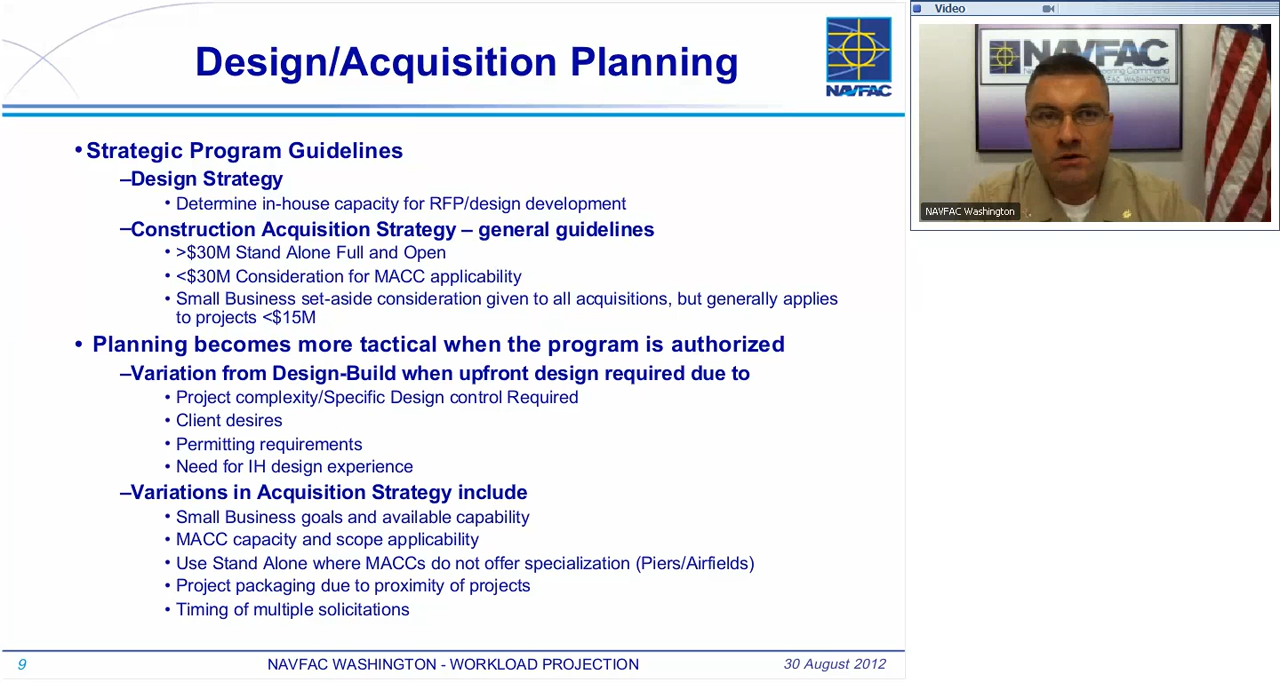 Design/Acquisition Planning
NAVFAC
•Strategic Program Guidelines
–Design Strategy
• Determine in-house capacity for RFP/design development
–Construction Acquisition Strategy – general guidelines
• >$30M Stand Alone Full and Open
• <$30M Consideration for MACC applicability
• Small Business set-aside consideration given to all acquisitions, but generally applies
to projects <$15M
• Planning becomes more tactical when the program is authorized
–Variation from Design-Build when upfront design required due to
• Project complexity/Specific Design control Required
• Client desires
• Permitting requirements
• Need for IH design experience
–Variations in Acquisition Strategy include
• Small Business goals and available capability
• MACC capacity and scope applicability
• Use Stand Alone where MACCs do not offer specialization (Piers/Airfields)
• Project packaging due to proximity of projects
• Timing of multiple solicitations
9
NAVFAC WASHINGTON - WORKLOAD PROJECTION
30 August 2012
Video
NAVFAC
Command
WASHINGTON
NAVFAC Washington